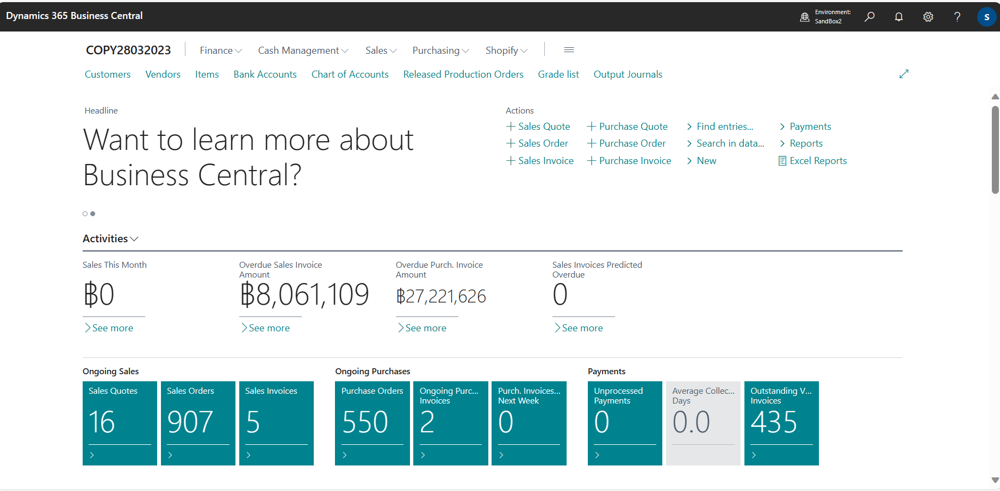 Dynamics 365 Business Central
Environment:
SandBox2
?
S
COPY28032023
Finance
Cash Management
Sales
Purchasing
Shopify
Customers
Vendors
Items
Bank Accounts
Chart of Accounts
Released Production Orders
Grade list
Output Journals
Headline
Want to learn more about
Business Central?
Actions
+ Sales Quote
+ Purchase Quote
> Find entries...
> Payments
+ Sales Order
+ Purchase Order
> Search in data...
> Reports
+ Sales Invoice
+ Purchase Invoice
> New
Excel Reports
Activities
Sales This Month
฿0
>See more
Overdue Sales Invoice
Amount
฿8,061,109
>See more
Overdue Purch. Invoice
Amount
฿27,221,626
>See more
Sales Invoices Predicted
Overdue
0
>See more
Ongoing Sales
Sales Quotes
16
>
Sales Orders
907
>
Sales Invoices
5
>
Ongoing Purchases
Purchase Orders
550
>
Ongoing Purc...
Invoices
2
>
Purch. Invoices...
Next Week
0
>
Payments
Unprocessed
Payments
0
>
Average Collec...
Days
0.0
Outstanding V...
Invoices
435
>